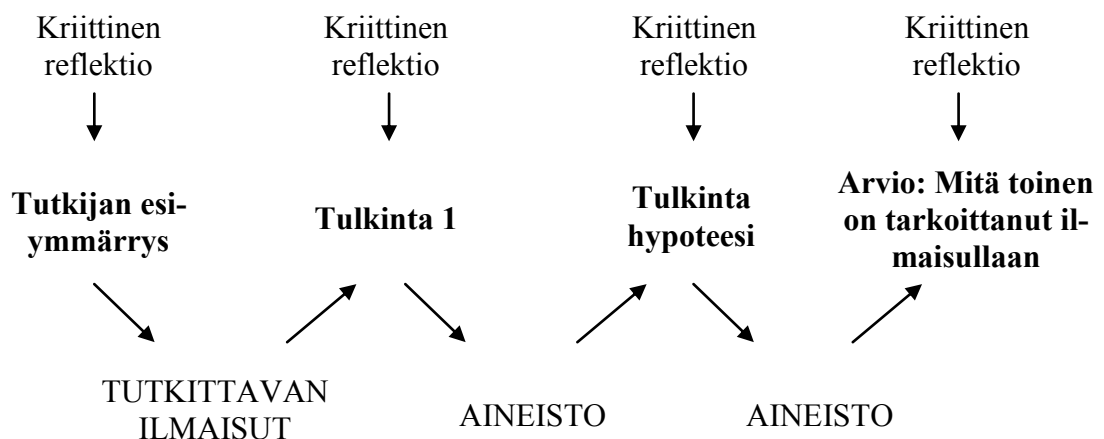 Kriittinen
reflektio
Kriittinen
reflektio
Kriittinen
reflektio
Kriittinen
reflektio
Tutkijan esi-
ymmärrys
Tulkinta 1
Tulkinta
hypoteesi
Arvio: Mitä toinen
on tarkoittanut il-
maisullaan
TUTKITTAVAN
ILMAISUT
AINEISTO
AINEISTO